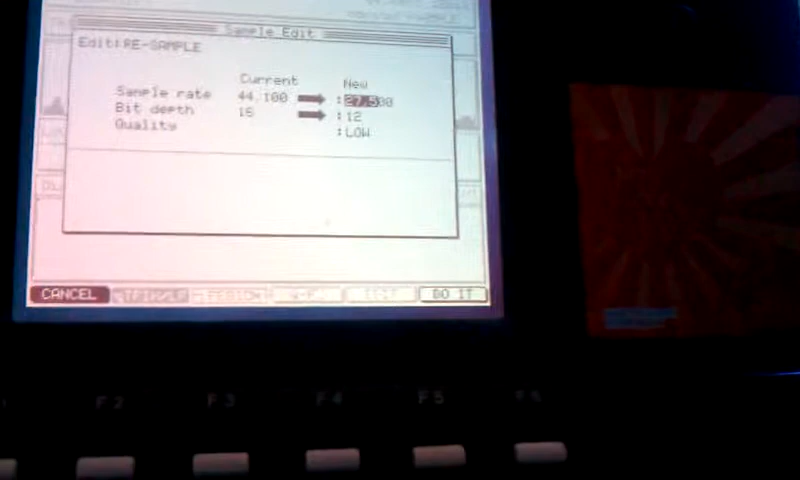 Sample Edit
Edit:RE-SAMPLE
Current New
Sample rate 44.100 :27.500
Bit depth 16 :12
Quality :LOW
CANCEL DO IT
F2 F3 F4 F5 F6